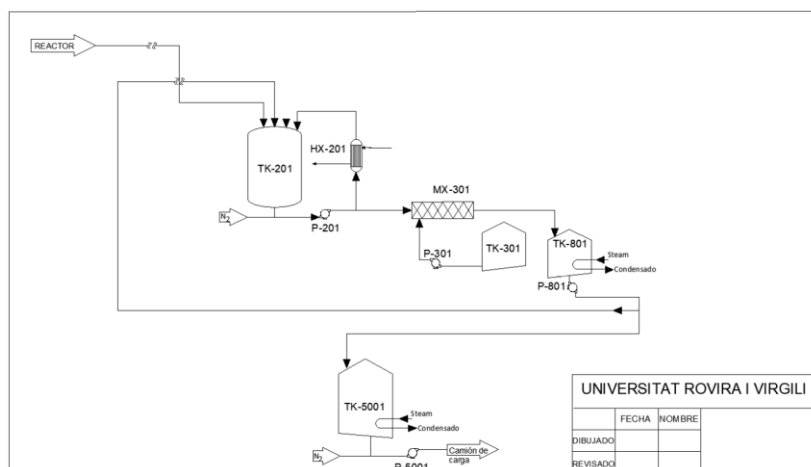 REACTOR
HX-201
TK-201
MX-301
N2
P-201
P-301
TK-301
TK-801
Steam
Condensado
P-801
TK-5001
Steam
Condensado
N2
P-5001
Camión de
carga
UNIVERSITAT ROVIRA I VIRGILI
FECHA NOMBRE
DIBUJADO
REVISADO